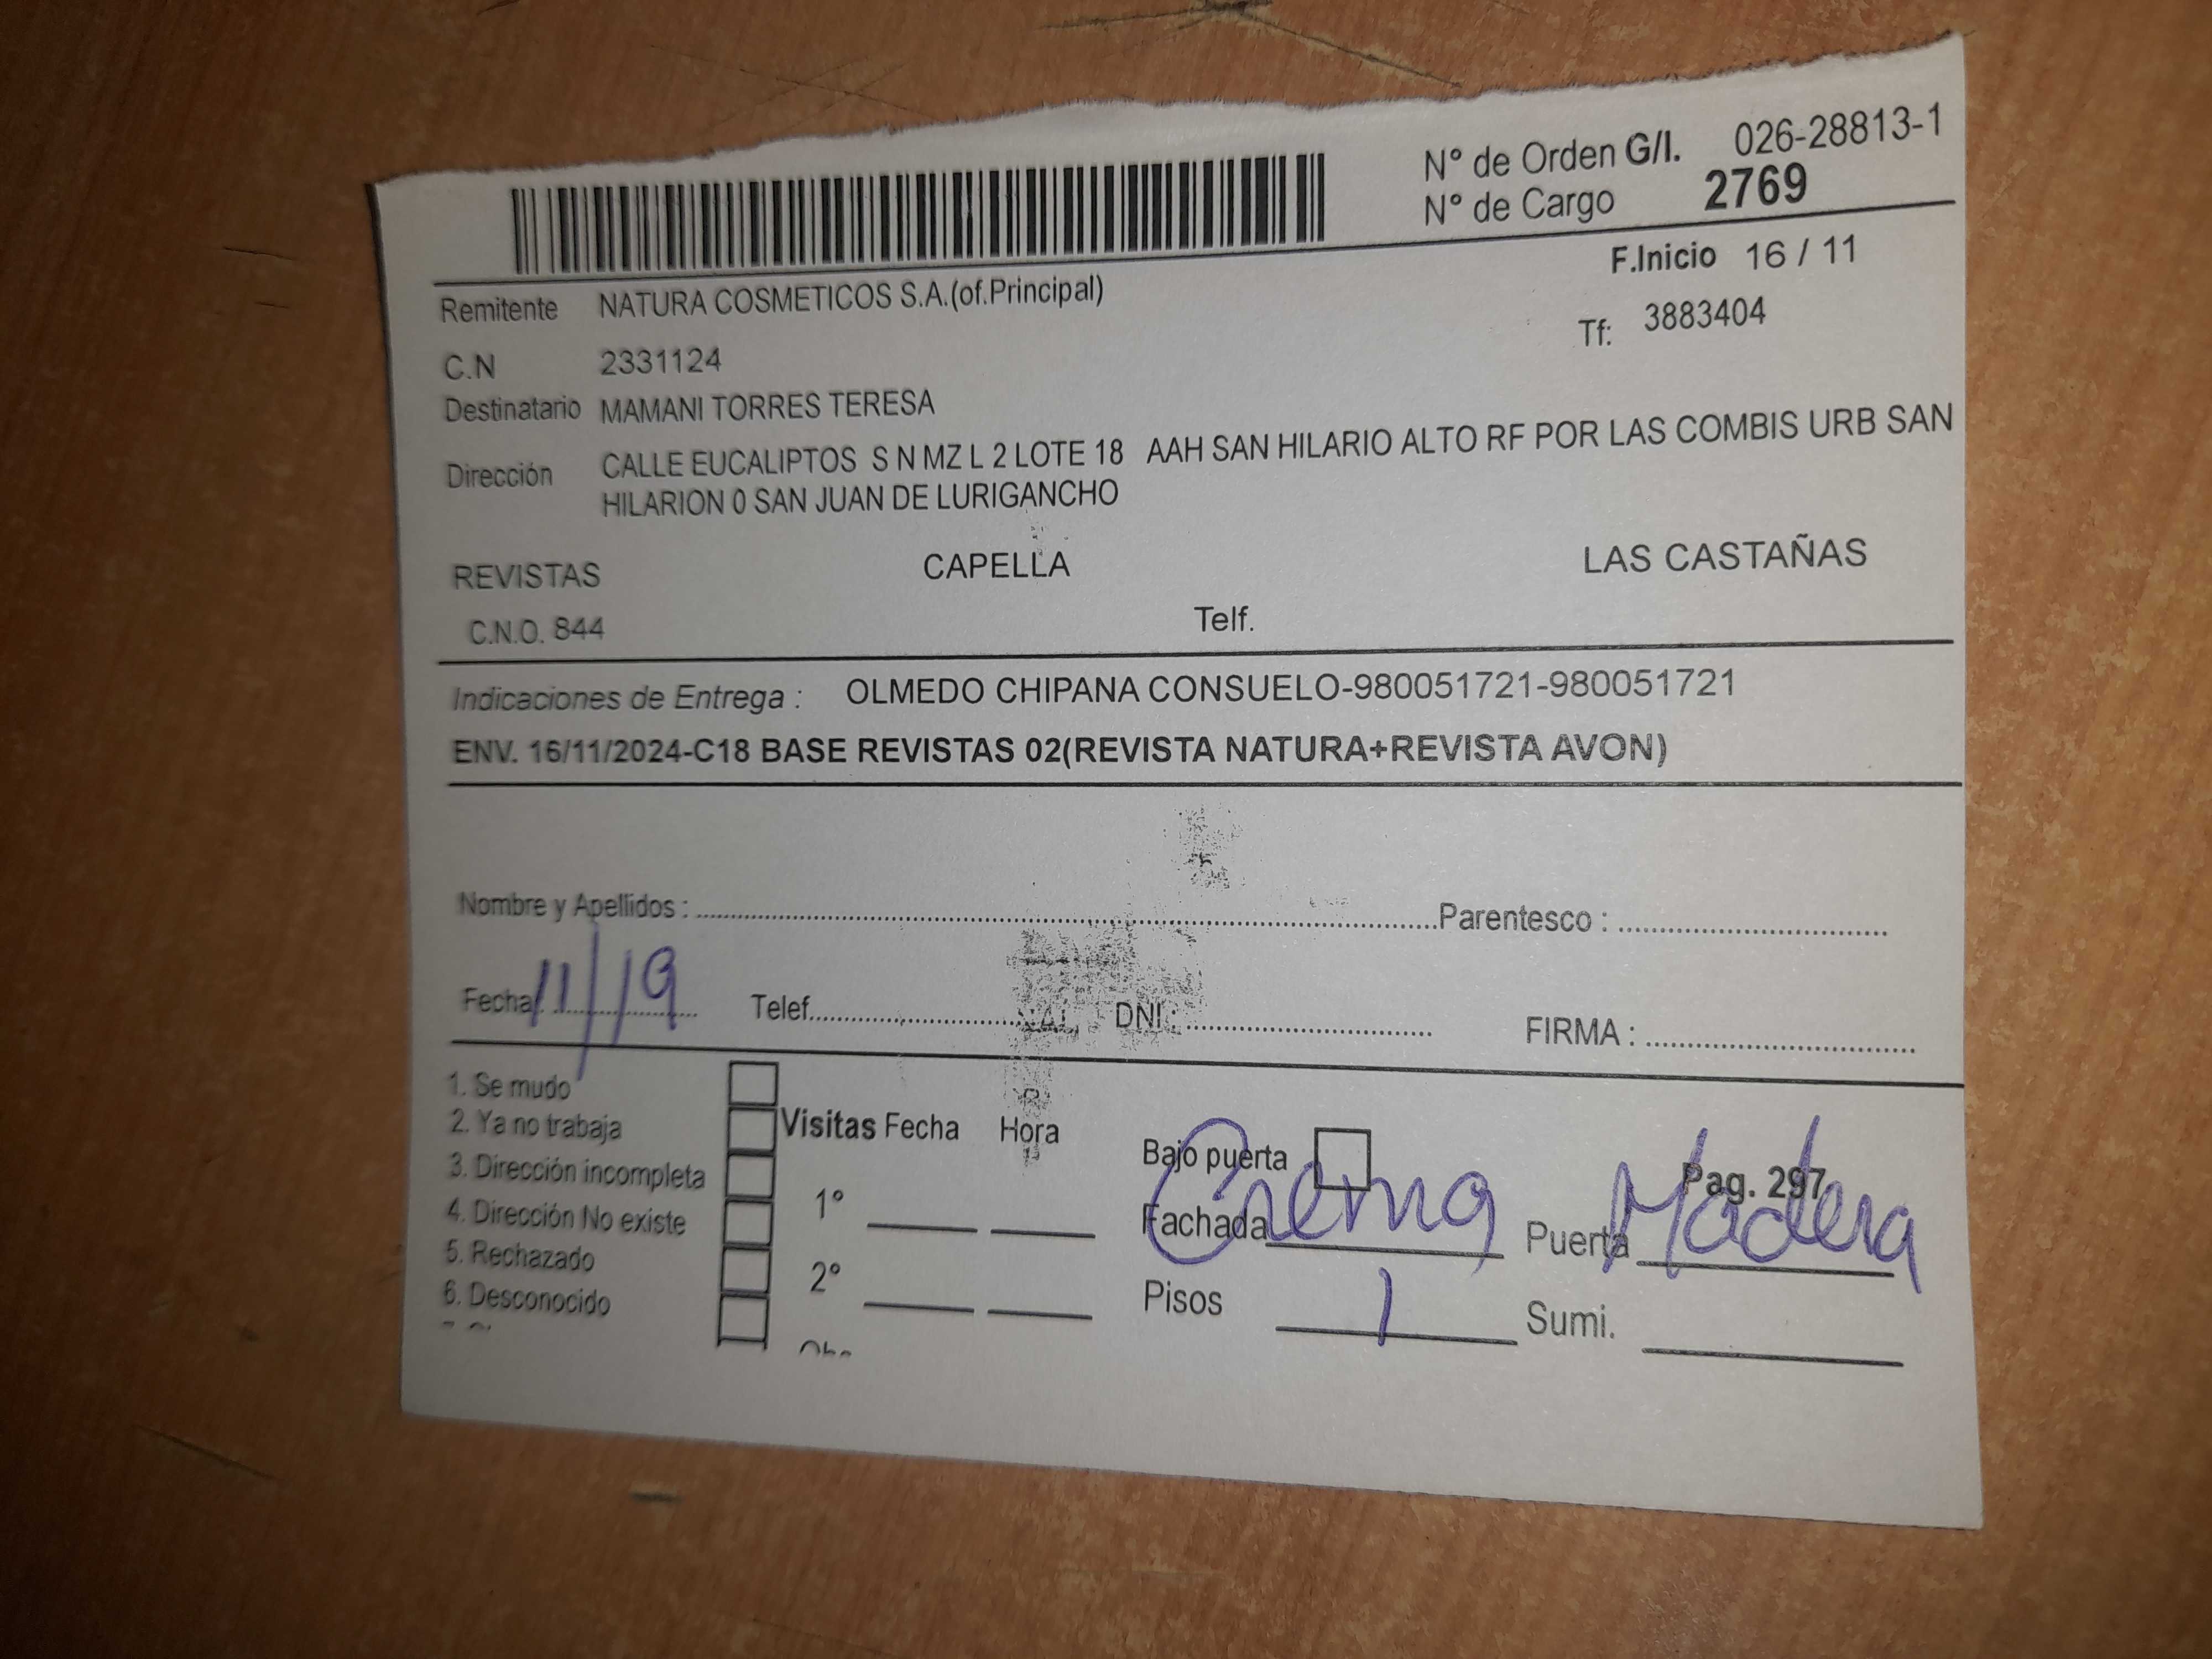 N° de Orden G/I. 026-28813-1
N° de Cargo 2769
F.Inicio 16 / 11
Remitente NATURA COSMETICOS S.A.(of.Principal)
Tf: 3883404
C.N 2331124
Destinatario MAMANI TORRES TERESA
Dirección CALLE EUCALIPTOS S N MZ L 2 LOTE 18 AAH SAN HILARIO ALTO RF POR LAS COMBIS URB SAN
HILARION 0 SAN JUAN DE LURIGANCHO
REVISTAS CAPELLA LAS CASTAÑAS
C.N.O. 844 Telf.
Indicaciones de Entrega : OLMEDO CHIPANA CONSUELO-980051721-980051721
ENV. 16/11/2024-C18 BASE REVISTAS 02(REVISTA NATURA+REVISTA AVON)
Nombre y Apellidos : Parentesco :
Fecha 11/19 Telef. DNI : FIRMA :
1. Se mudo
2. Ya no trabaja Visitas Fecha Hora
Bajo puerta Pag. 297
3. Dirección incompleta
4. Dirección No existe 1° Fachada Crema Puerta Madera
5. Rechazado
6. Desconocido 2° Pisos 1 Sumi.